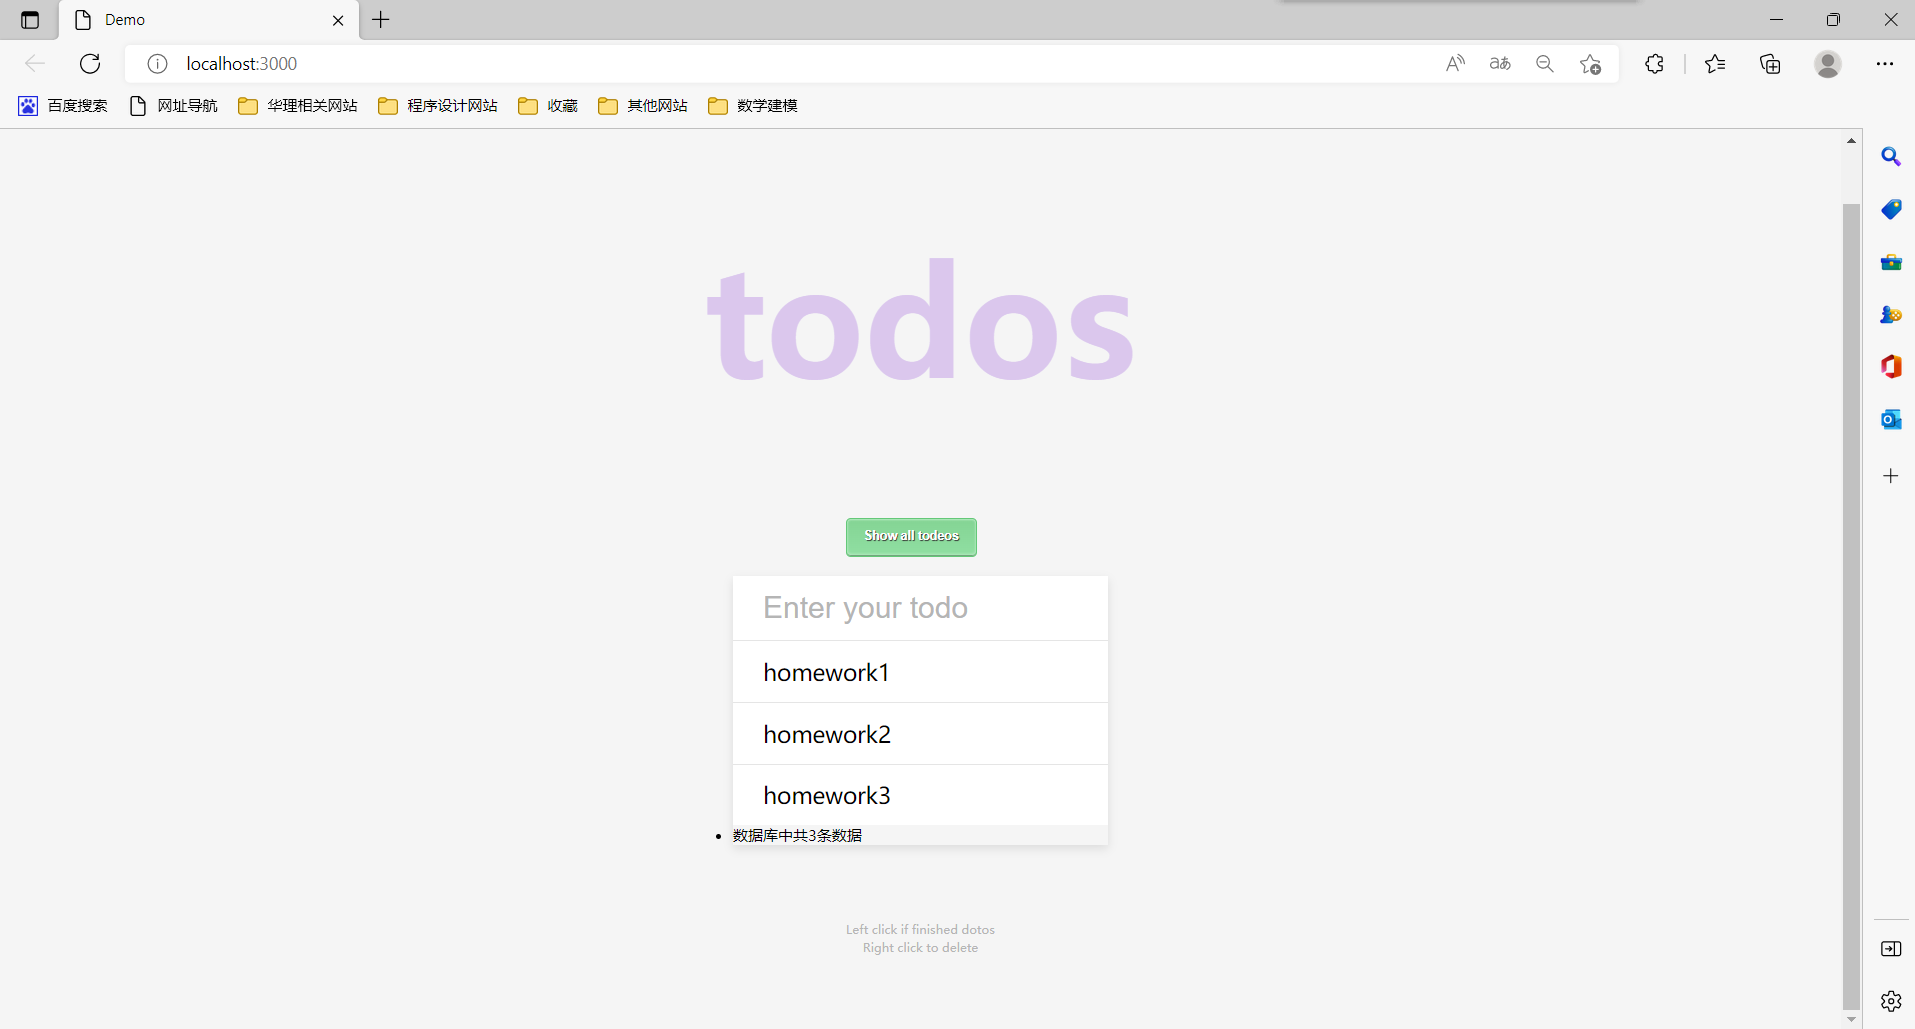 Demo
localhost:3000
百度搜索 网址导航 华理相关网站 程序设计网站 收藏 其他网站 数学建模
todos
Show all todeos
Enter your todo
homework1
homework2
homework3
数据库中共3条数据
Left click if finished dotos
Right click to delete